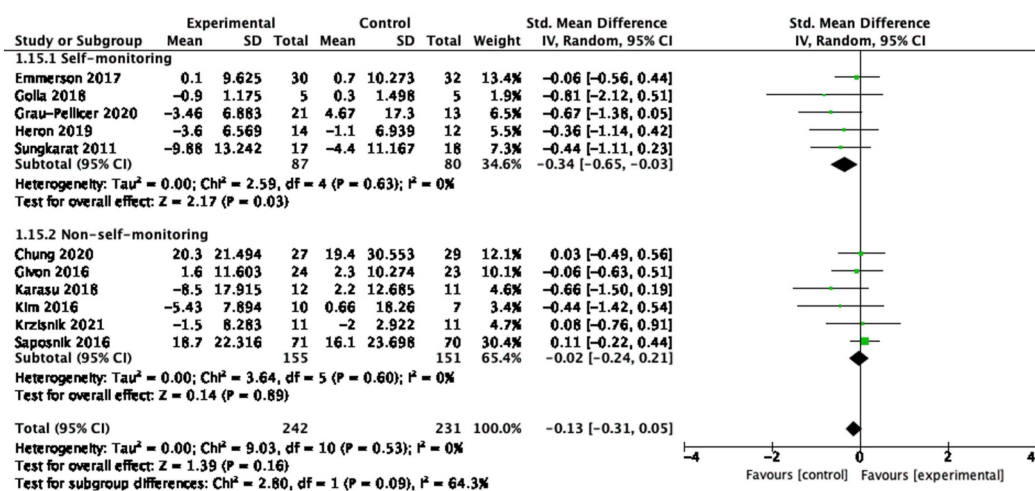 Experimental Control Std. Mean Difference Std. Mean Difference
Study or Subgroup Mean SD Total Mean SD Total Weight IV, Random, 95% CI IV, Random, 95% CI
1.15.1 Self-monitoring
Emmerson 2017 0.1 9.625 30 0.7 10.273 32 13.4% −0.06 [−0.56, 0.44]
Golla 2018 −0.9 1.175 5 0.3 1.498 5 1.9% −0.81 [−2.12, 0.51]
Grau-Pellicer 2020 −3.46 6.883 21 4.67 17.3 13 6.5% −0.67 [−1.38, 0.05]
Heron 2019 −3.6 6.569 14 −1.1 6.939 12 5.5% −0.36 [−1.14, 0.42]
Sungkarat 2011 −9.88 13.242 17 −4.4 11.167 18 7.3% −0.44 [−1.11, 0.23]
Subtotal (95% CI) 87 80 34.6% −0.34 [−0.65, −0.03]
Heterogeneity: Tau² = 0.00; Chi² = 2.59, df = 4 (P = 0.63); I² = 0%
Test for overall effect: Z = 2.17 (P = 0.03)
1.15.2 Non-self-monitoring
Chung 2020 20.3 21.494 27 19.4 30.553 29 12.1% 0.03 [−0.49, 0.56]
Givon 2016 1.6 11.603 24 2.3 10.274 23 10.1% −0.06 [−0.63, 0.51]
Karasu 2018 −8.5 17.915 12 2.2 12.685 11 4.6% −0.66 [−1.50, 0.19]
Kim 2016 −5.43 7.894 10 0.66 18.26 7 3.4% −0.44 [−1.42, 0.54]
Krzisnik 2021 −1.5 8.283 11 −2 2.922 11 4.7% 0.08 [−0.76, 0.91]
Saposnik 2016 18.7 22.316 71 16.1 23.698 70 30.4% 0.11 [−0.22, 0.44]
Subtotal (95% CI) 155 151 65.4% −0.02 [−0.24, 0.21]
Heterogeneity: Tau² = 0.00; Chi² = 3.64, df = 5 (P = 0.60); I² = 0%
Test for overall effect: Z = 0.14 (P = 0.89)
Total (95% CI) 242 231 100.0% −0.13 [−0.31, 0.05]
Heterogeneity: Tau² = 0.00; Chi² = 9.03, df = 10 (P = 0.53); I² = 0%
Test for overall effect: Z = 1.39 (P = 0.16)
Test for subgroup differences: Chi² = 2.80, df = 1 (P = 0.09), I² = 64.3%
−4 −2 0 2 4
Favours [control] Favours [experimental]